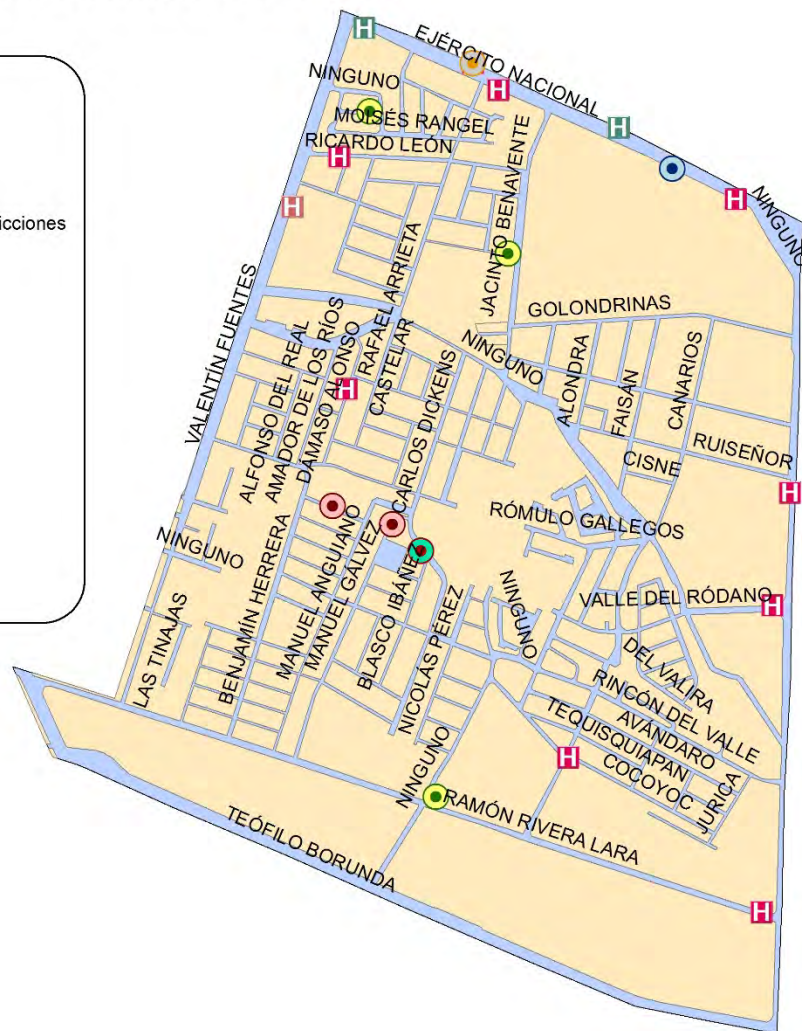 EJÉRCITO NACIONAL
H
NINGUNO
H
H
MOISÉS RANGEL
RICARDO LEÓN
H
JACINTO BENAVENTE
H
NINGUNO
H
icciones
RAFAEL ARRIETA
VALENTÍN FUENTES
GOLONDRINAS
CASTELAR
NINGUNO
ALFONSO DEL REAL
AMADOR DE LOS RÍOS
DÁMASO ALONSO
H
CARLOS DICKENS
ALONDRA
FAISÁN
CANARIOS
RUISEÑOR
CISNE
H
RÓMULO GALLEGOS
NINGUNO
BENJAMÍN HERRERA
MANUEL ANGUIANO
MANUEL GÁLVEZ
BLASCO IBÁÑEZ
NICOLÁS PÉREZ
NINGUNO
VALLE DEL RÓDANO
H
LAS TINAJAS
DEL VALIRA
RINCÓN DEL VALLE
AVÁNDARO
TEQUISQUIAPAN
COCOYOC
JURICA
H
NINGUNO
RAMÓN RIVERA LARA
TEÓFILO BORUNDA
H